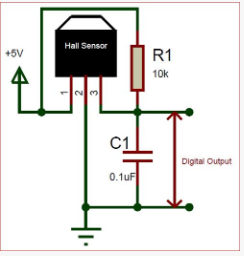 Hall Sensor
+5V
R1
10k
1 2 3
C1
0.1uF
Digital Output